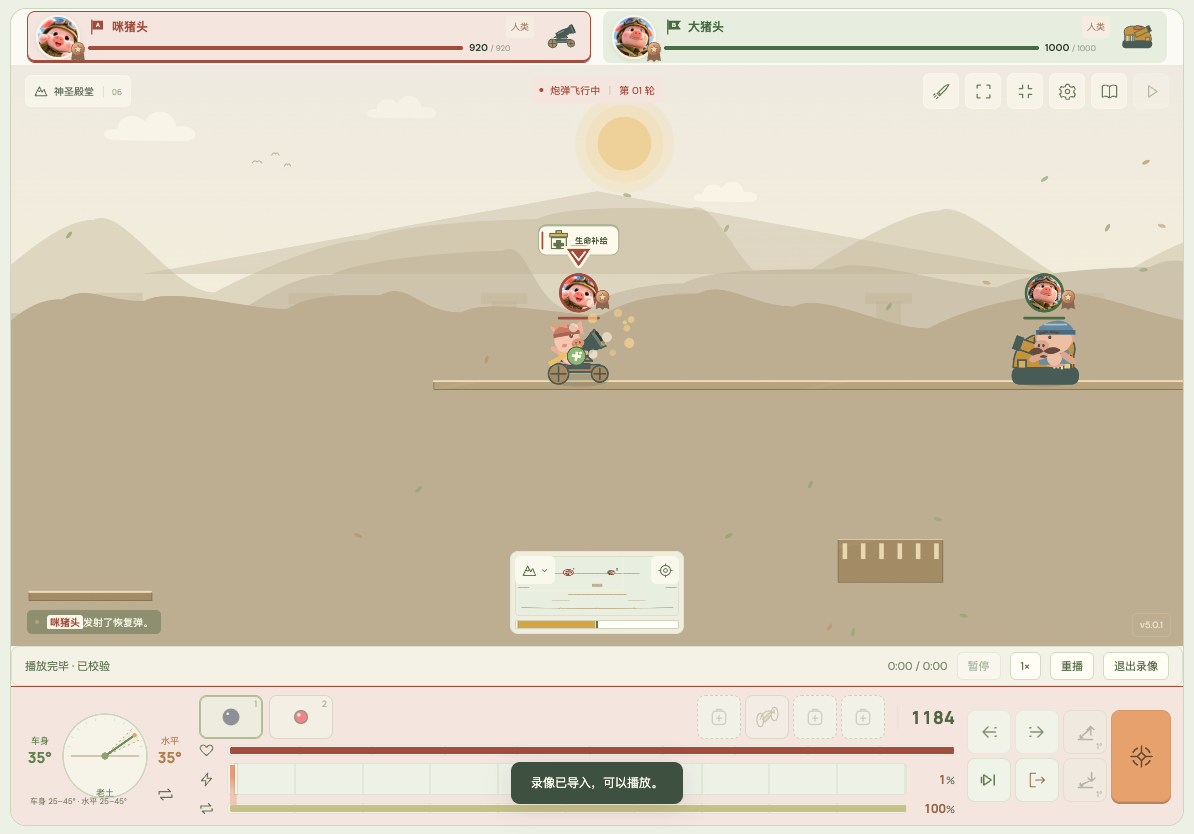 咪猪头
人类
920 / 920
大猪头
人类
1000 / 1000
神圣殿堂 06
炮弹飞行中 第 01 轮
生命补给
咪猪头发射了恢复弹。
v5.0.1
播放完毕 · 已校验
0:00 / 0:00
暂停
1×
重播
退出录像
车身
35°
水平
35°
老土
车身 25–45° · 水平 25–45°
1
2
1184
1%
100%
1°
1°
录像已导入，可以播放。